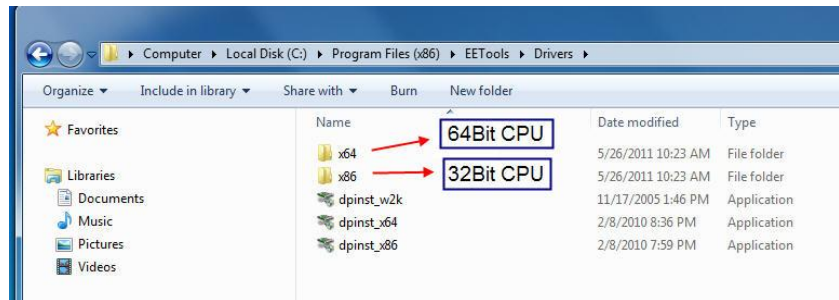 Computer Local Disk (C:) Program Files (x86) EETools Drivers
Organize Include in library Share with Burn New folder
Name Date modified Type
Favorites
64Bit CPU
x64 5/26/2011 10:23 AM File folder
Libraries x86 32Bit CPU 5/26/2011 10:23 AM File folder
Documents dpinst_w2k 11/17/2005 1:46 PM Application
Music dpinst_x64 2/8/2010 8:36 PM Application
Pictures dpinst_x86 2/8/2010 7:59 PM Application
Videos